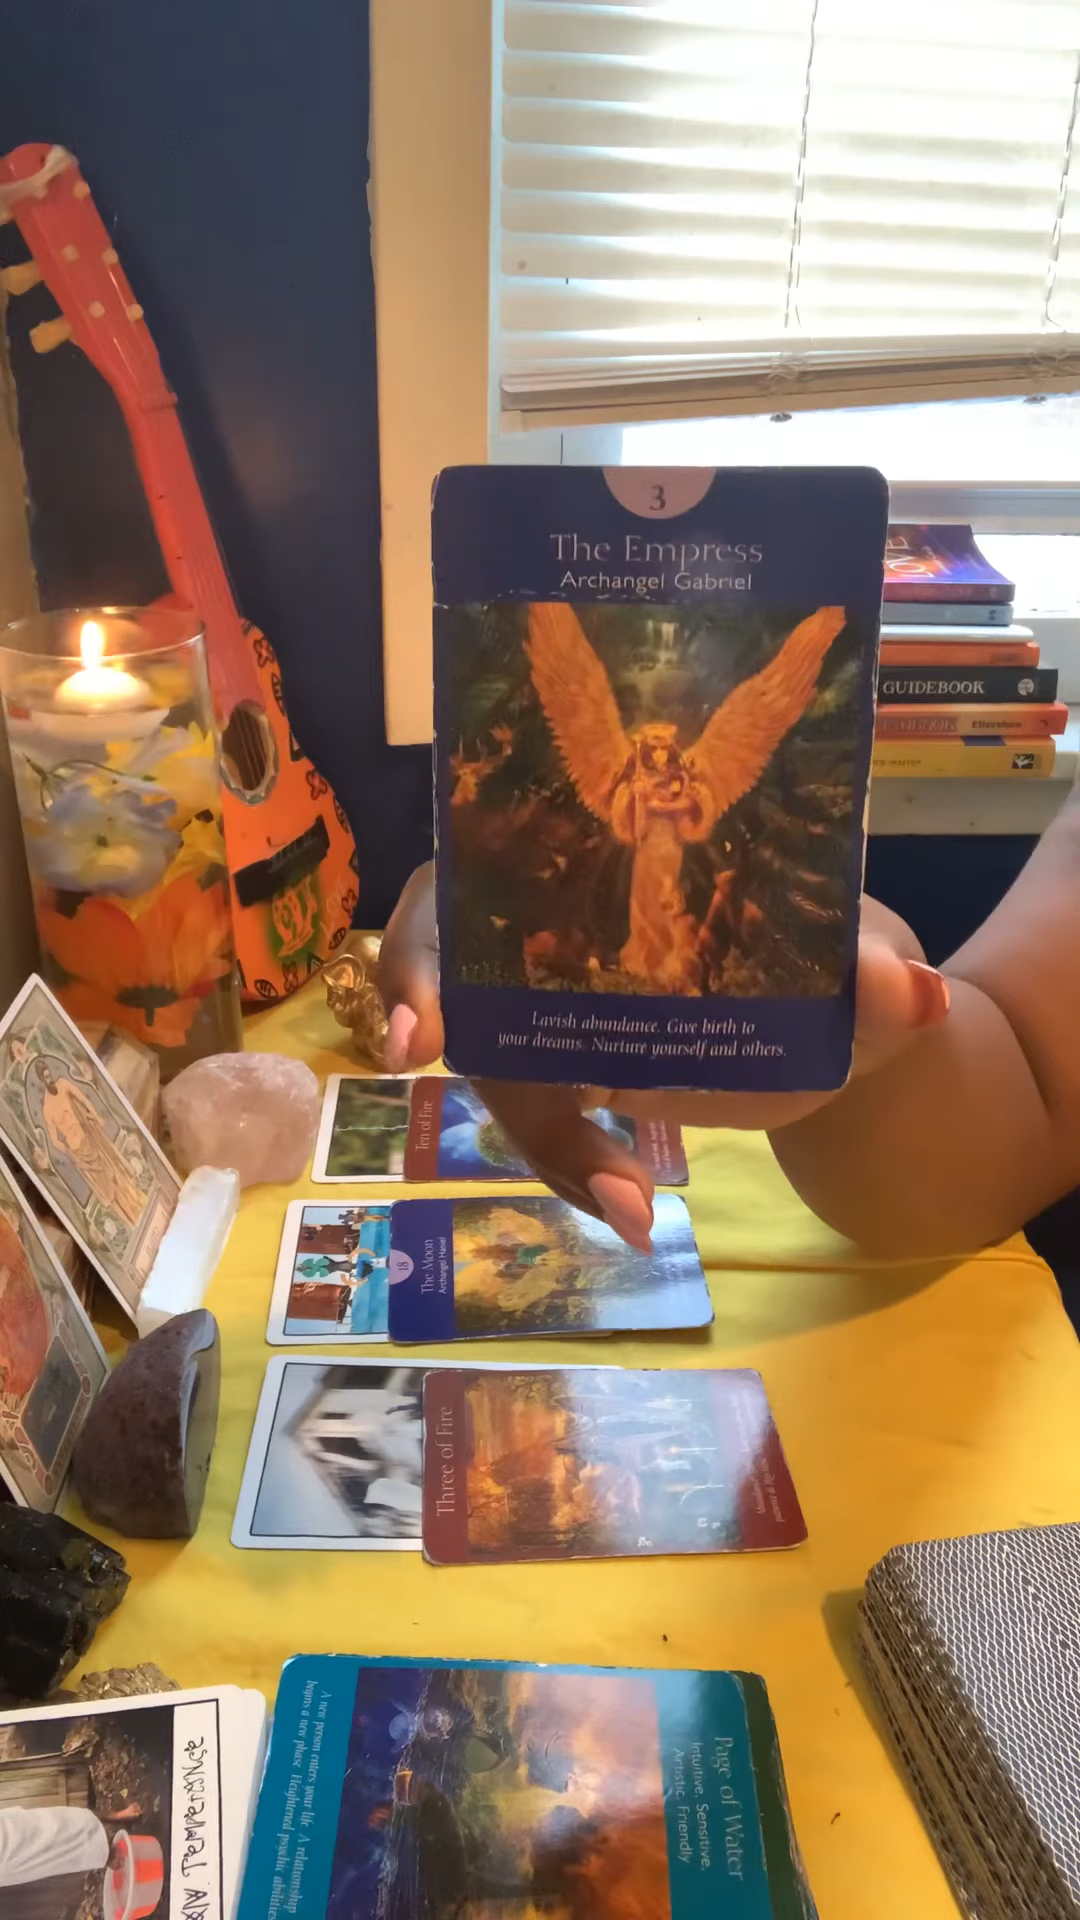 3
The Empress
Archangel Gabriel
Lavish abundance. Give birth to
your dreams. Nurture yourself and others.
LOVE
GUIDEBOOK
Ten of Fire
18
The Moon
Archangel Haniel
Three of Fire
Page of Water
Intuitive, Sensitive,
Artistic, Friendly
A new person enters your life. A relationship
begins a new phase. Heightened psychic abilities
TEMPERANCE